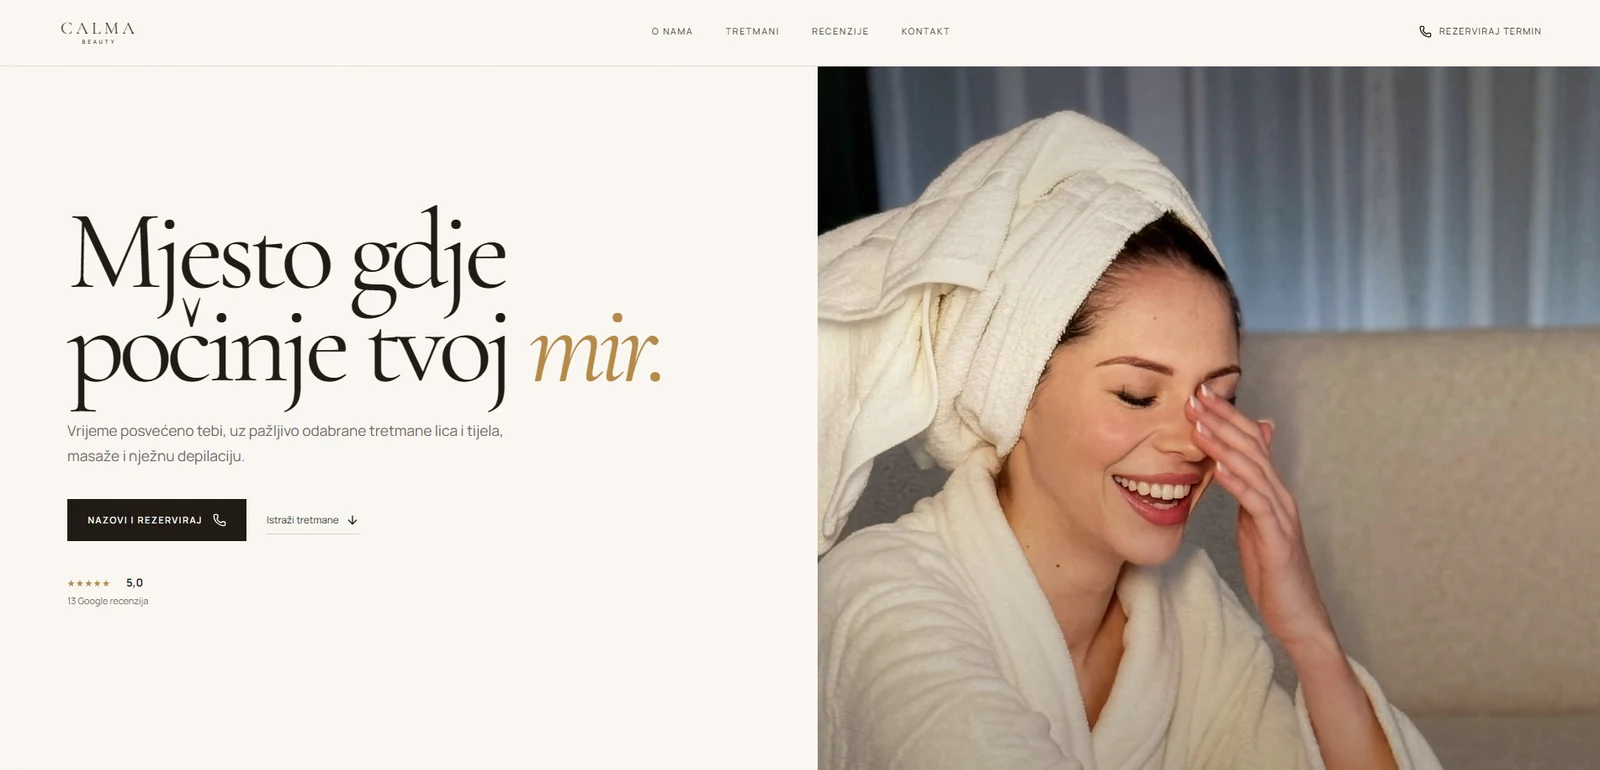 CALMA
BEAUTY
O NAMA
TRETMANI
RECENZIJE
KONTAKT
REZERVIRAJ TERMIN
Mjesto gdje
počinje tvoj mir.
Vrijeme posvećeno tebi, uz pažljivo odabrane tretmane lica i tijela,
masaže i nježnu depilaciju.
NAZOVI I REZERVIRAJ
Istraži tretmane
★★★★★ 5,0
13 Google recenzija